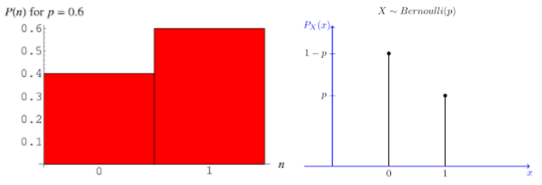 P(n) for p = 0.6
0.6
0.5
0.4
0.3
0.2
0.1
0
1
n
X ∼ Bernoulli(p)
P_X(x)
1 − p
p
0
1
x